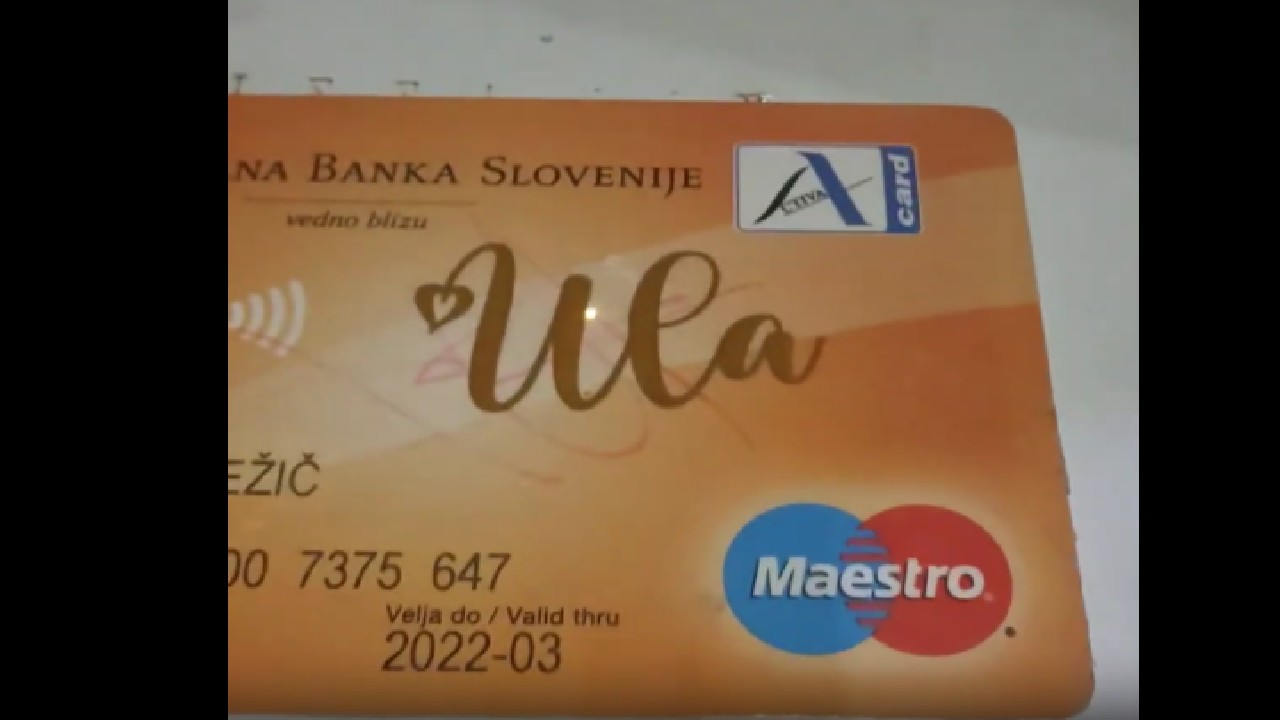 NA BANKA SLOVENIJE
vedno blizu
ACTIVA card
Ula
EŽIČ
00 7375 647
Velja do / Valid thru
2022-03
Maestro